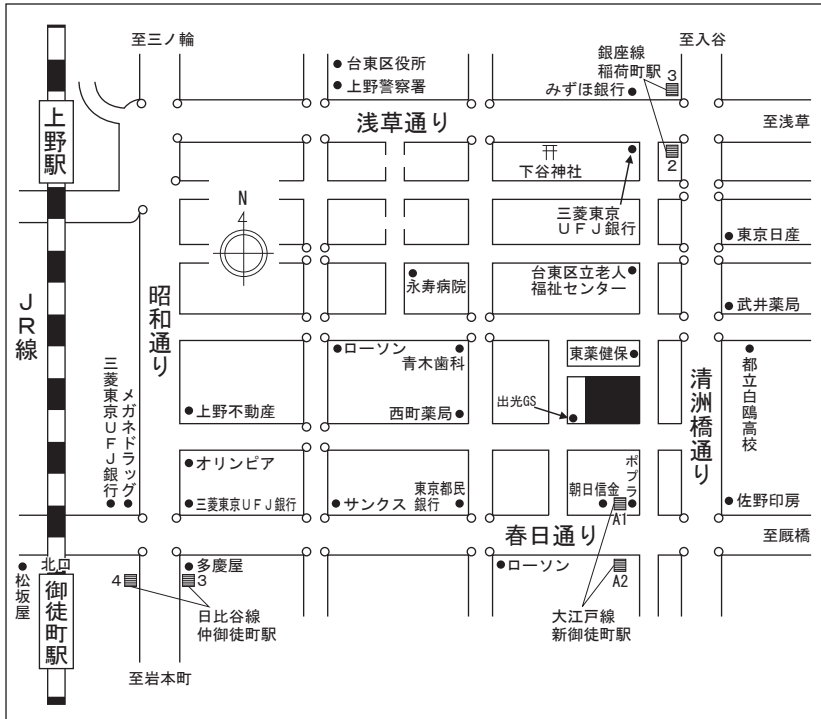 至三ノ輪
台東区役所
上野警察署
銀座線
稲荷町駅
3
みずほ銀行
至入谷
浅草通り
至浅草
上野駅
2
下谷神社
三菱東京
ＵＦＪ銀行
N
東京日産
永寿病院
台東区立老人
福祉センター
武井薬局
ＪＲ線
昭和通り
ローソン
青木歯科
東薬健保
清洲橋通り
都立白鴎高校
三菱東京ＵＦＪ銀行
メガネドラッグ
上野不動産
西町薬局
出光GS
オリンピア
三菱東京ＵＦＪ銀行
サンクス
東京都民
銀行
朝日信金
ポプラ
A1
佐野印房
春日通り
至厩橋
松坂屋
北口
御徒町駅
4
3
多慶屋
日比谷線
仲御徒町駅
ローソン
A2
大江戸線
新御徒町駅
至岩本町